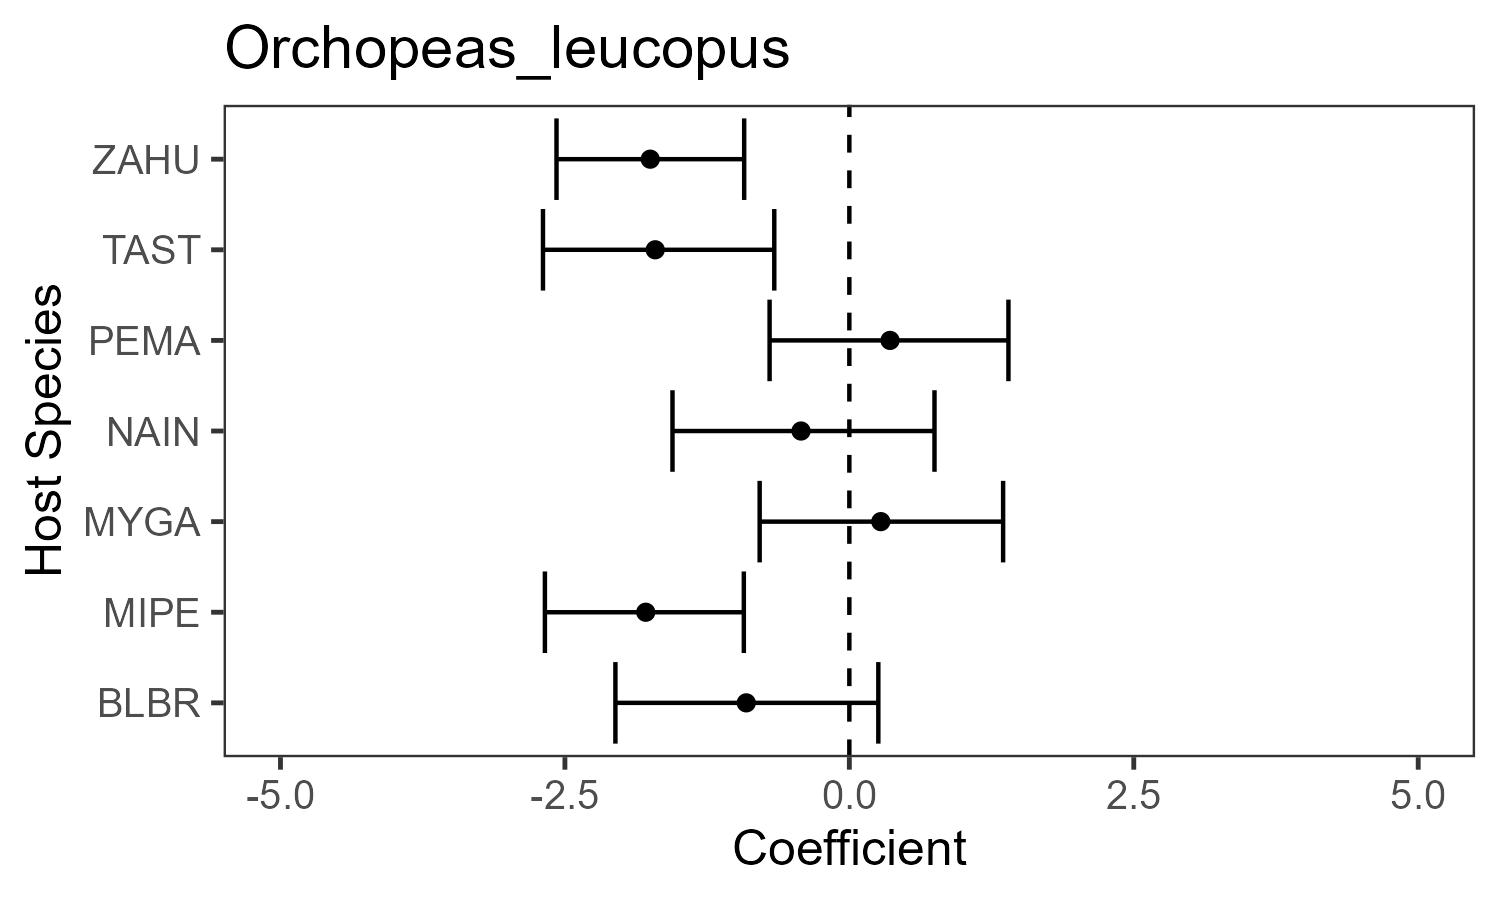 Orchopeas_leucopus
Host Species
ZAHU
TAST
PEMA
NAIN
MYGA
MIPE
BLBR
-5.0
-2.5
0.0
2.5
5.0
Coefficient